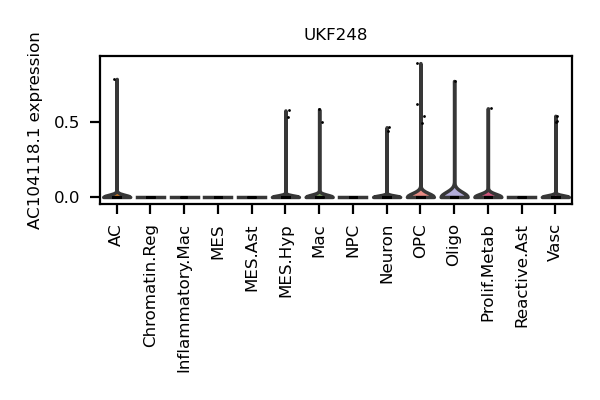 UKF248
AC104118.1 expression
0.5
0.0
AC
Chromatin.Reg
Inflammatory.Mac
MES
MES.Ast
MES.Hyp
Mac
NPC
Neuron
OPC
Oligo
Prolif.Metab
Reactive.Ast
Vasc